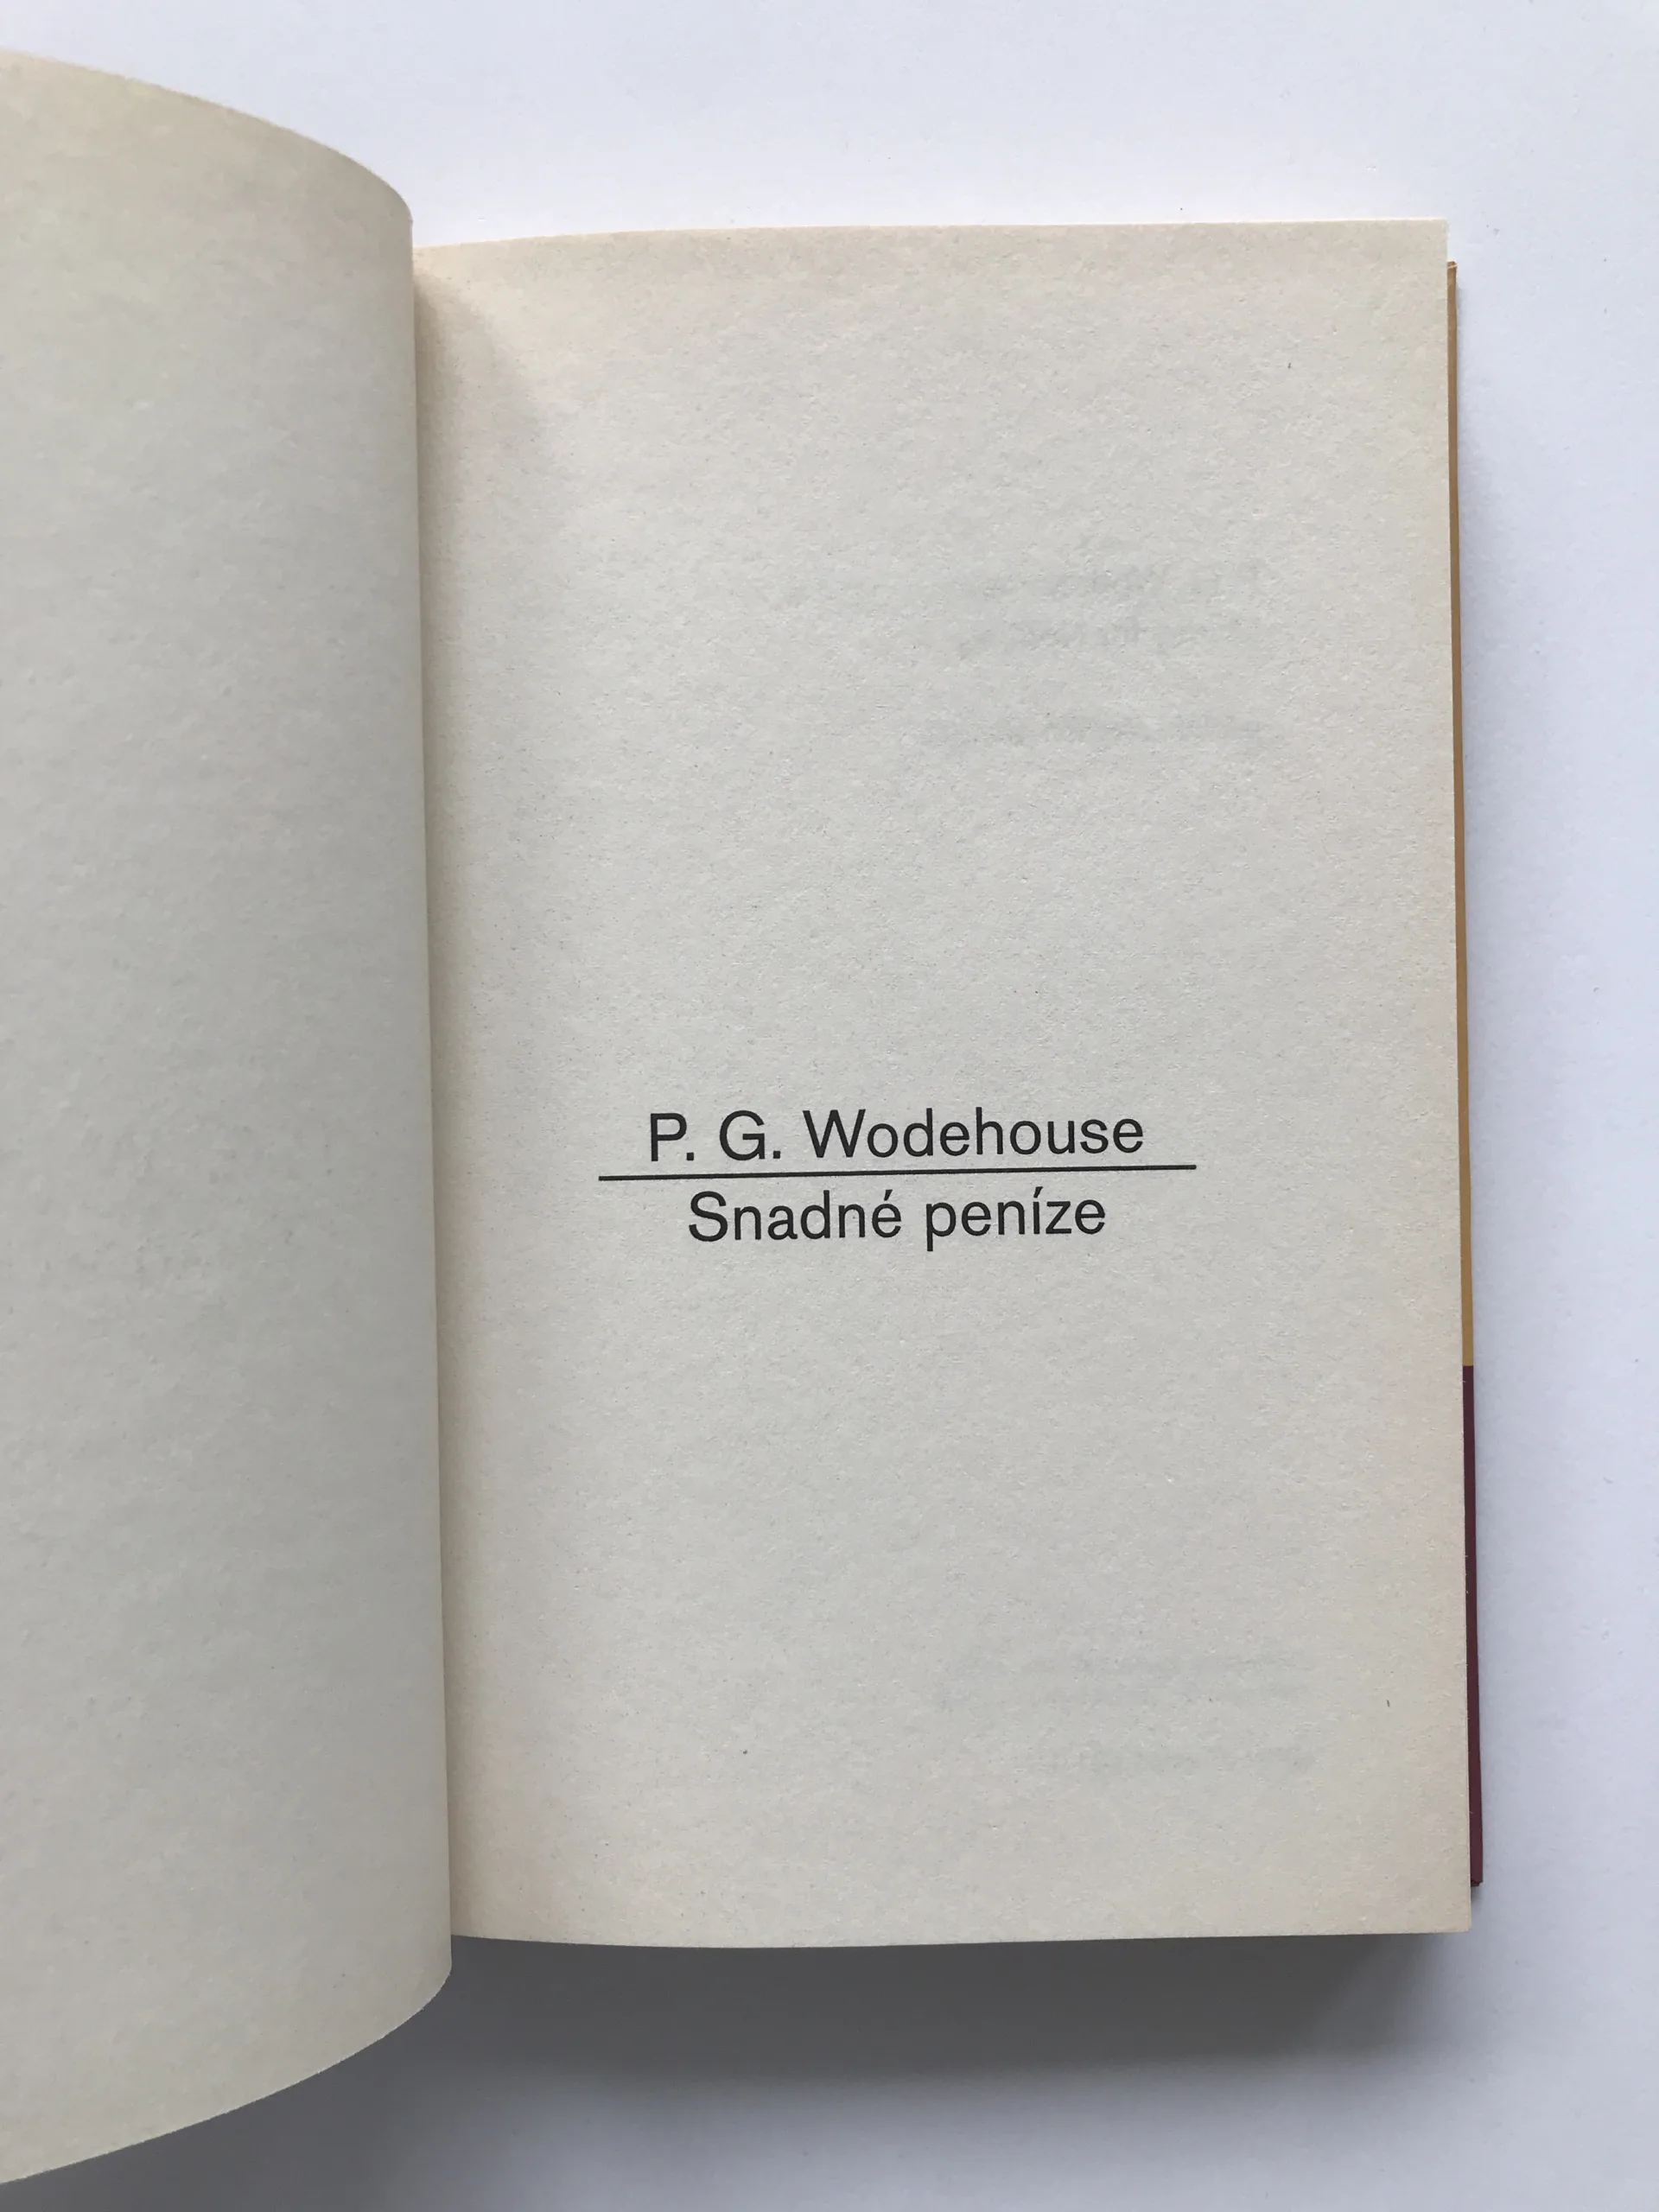 P. G. Wodehouse
Snadné peníze